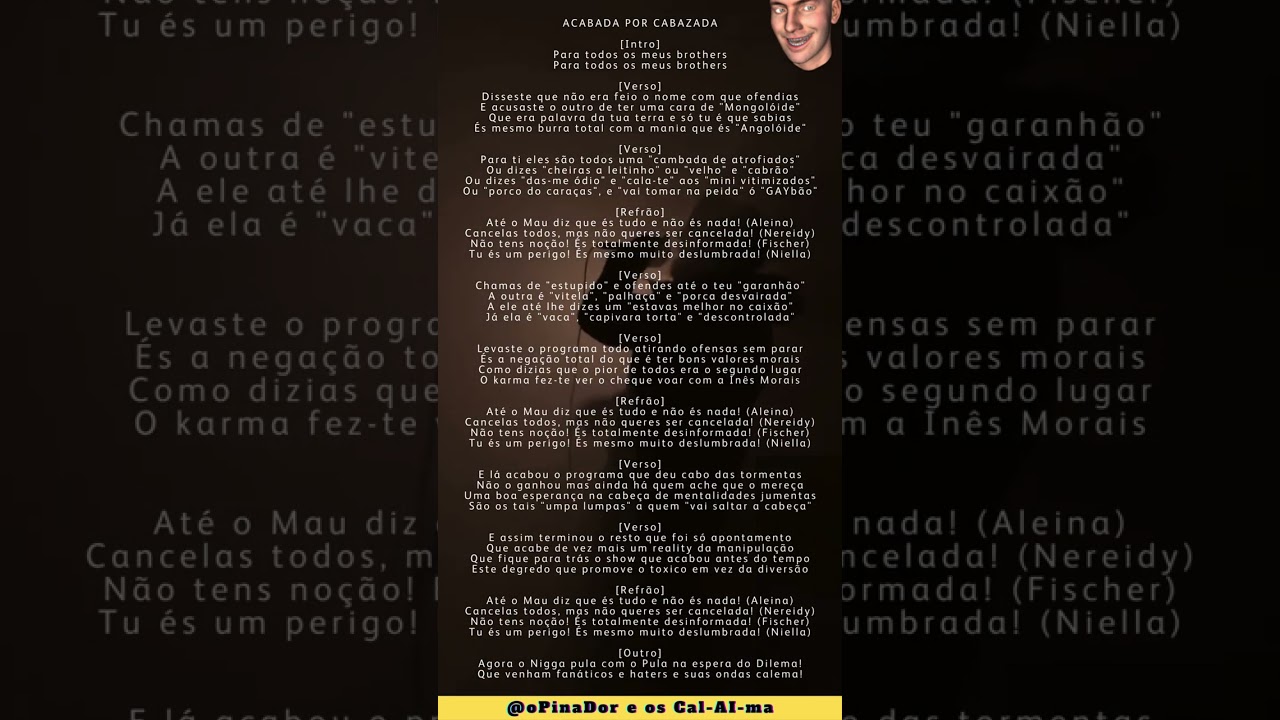 ACABADA POR CABAZADA
[Intro]
Para todos os meus brothers
Para todos os meus brothers
[Verso]
Disseste que não era feio o nome com que ofendias
E acusaste o outro de ter uma cara de "Mongolóide"
Que era palavra da tua terra e só tu é que sabias
És mesmo burra total com a mania que és "Angolóide"
[Verso]
Para ti eles são todos uma "cambada de atrofiados"
Ou dizes "cheiras a leitinho" ou "velho" e "cabrão"
Ou dizes "das-me ódio" e "cala-te" aos "mini vitimizados"
Ou "porco do caraças", e "vai tomar na peida" ó "GAYbão"
[Refrão]
Até o Mau diz que és tudo e não és nada! (Aleina)
Cancelas todos, mas não queres ser cancelada! (Nereidy)
Não tens noção! És totalmente desinformada! (Fischer)
Tu és um perigo! És mesmo muito deslumbrada! (Niella)
[Verso]
Chamas de "estupido" e ofendes até o teu "garanhão"
A outra é "vitela", "palhaça" e "porca desvairada"
A ele até lhe dizes um "estavas melhor no caixão"
Já ela é "vaca", "capivara torta" e "descontrolada"
[Verso]
Levaste o programa todo atirando ofensas sem parar
És a negação total do que é ter bons valores morais
Como dizias que o pior de todos era o segundo lugar
O karma fez-te ver o cheque voar com a Inês Morais
[Refrão]
Até o Mau diz que és tudo e não és nada! (Aleina)
Cancelas todos, mas não queres ser cancelada! (Nereidy)
Não tens noção! És totalmente desinformada! (Fischer)
Tu és um perigo! És mesmo muito deslumbrada! (Niella)
[Verso]
E lá acabou o programa que deu cabo das tormentas
Não o ganhou mas ainda há quem ache que o mereça
Uma boa esperança na cabeça de mentalidades jumentas
São os tais "umpa lumpas" a quem "vai saltar a cabeça"
[Verso]
E assim terminou o resto que foi só apontamento
Que acabe de vez mais um reality da manipulação
Que fique para trás o show que acabou antes do tempo
Este degredo que promove o toxico em vez da diversão
[Refrão]
Até o Mau diz que és tudo e não és nada! (Aleina)
Cancelas todos, mas não queres ser cancelada! (Nereidy)
Não tens noção! És totalmente desinformada! (Fischer)
Tu és um perigo! És mesmo muito deslumbrada! (Niella)
[Outro]
Agora o Nigga pula com o Pula na espera do Dilema!
Que venham fanáticos e haters e suas ondas calema!
@oPinaDor e os Cal-AI-ma